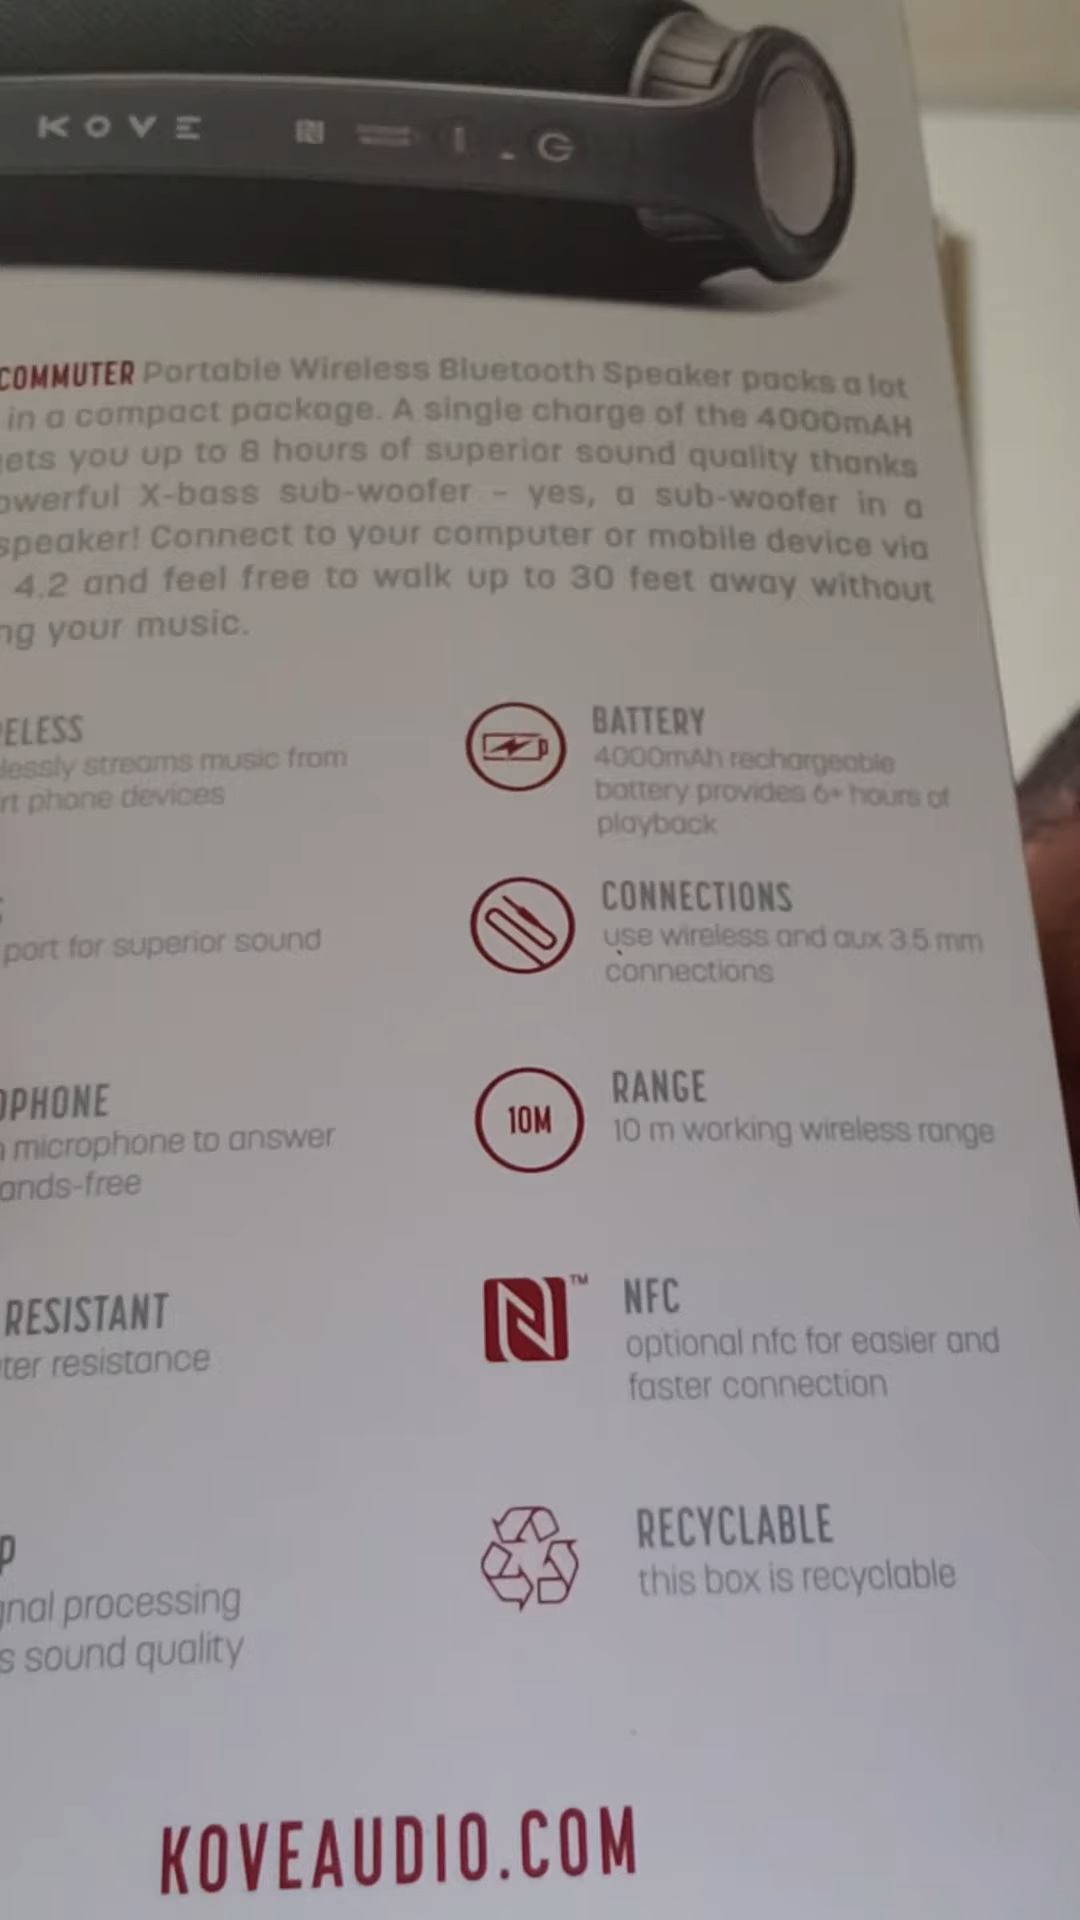 KOVE
COMMUTER Portable Wireless Bluetooth Speaker packs a lot
in a compact package. A single charge of the 4000mAH
ets you up to 8 hours of superior sound quality thanks
owerful X-bass sub-woofer - yes, a sub-woofer in a
speaker! Connect to your computer or mobile device via
4.2 and feel free to walk up to 30 feet away without
ng your music.
ELESS
lessly streams music from
rt phone devices
BATTERY
4000mAh rechargeable
battery provides 6+ hours of
playback
port for superior sound
CONNECTIONS
use wireless and aux 3.5 mm
connections
OPHONE
microphone to answer
ands-free
10M
RANGE
10 m working wireless range
RESISTANT
ter resistance
TM
NFC
optional nfc for easier and
faster connection
P
gnal processing
s sound quality
RECYCLABLE
this box is recyclable
KOVEAUDIO.COM